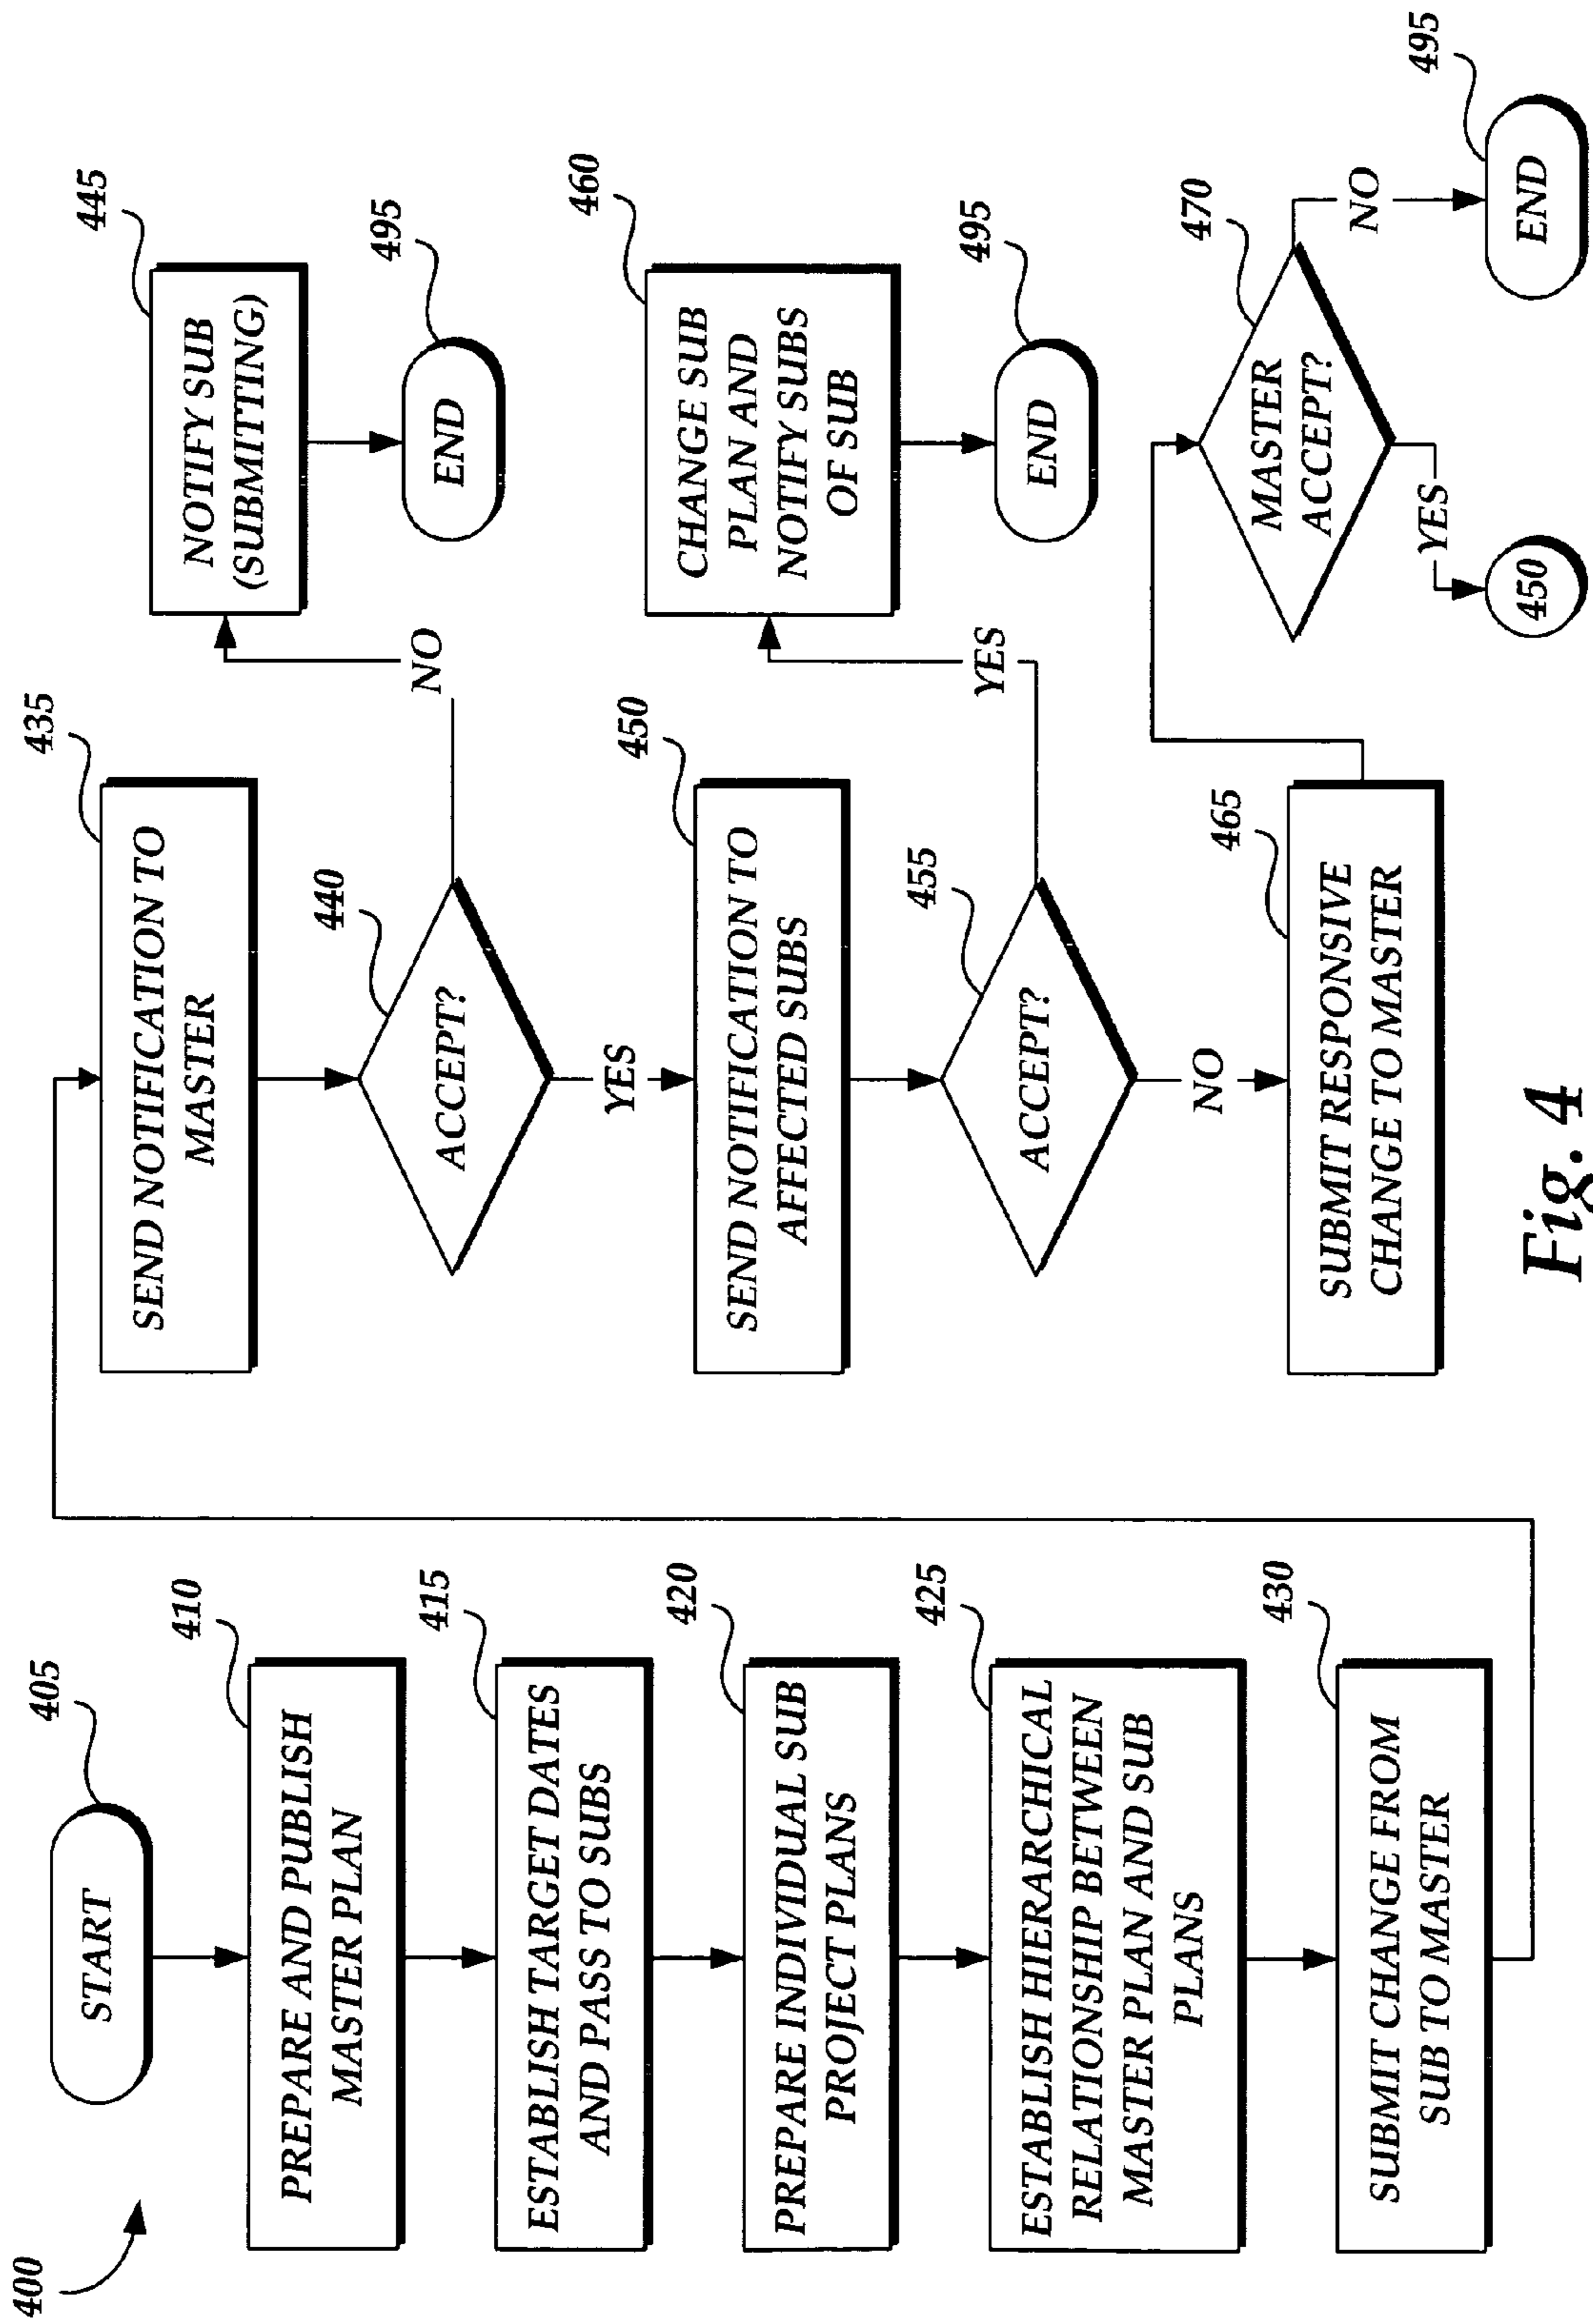 400
START
405
PREPARE AND PUBLISH
MASTER PLAN
410
ESTABLISH TARGET DATES
AND PASS TO SUBS
415
PREPARE INDIVIDUAL SUB
PROJECT PLANS
420
ESTABLISH HIERARCHICAL
RELATIONSHIP BETWEEN
MASTER PLAN AND SUB
PLANS
425
SUBMIT CHANGE FROM
SUB TO MASTER
430
SEND NOTIFICATION TO
MASTER
435
ACCEPT?
440
NO
YES
NOTIFY SUB
(SUBMITTING)
445
END
495
SEND NOTIFICATION TO
AFFECTED SUBS
450
ACCEPT?
455
YES
NO
CHANGE SUB
PLAN AND
NOTIFY SUBS
OF SUB
460
END
495
SUBMIT RESPONSIVE
CHANGE TO MASTER
465
MASTER
ACCEPT?
470
YES
450
NO
END
495
Fig. 4